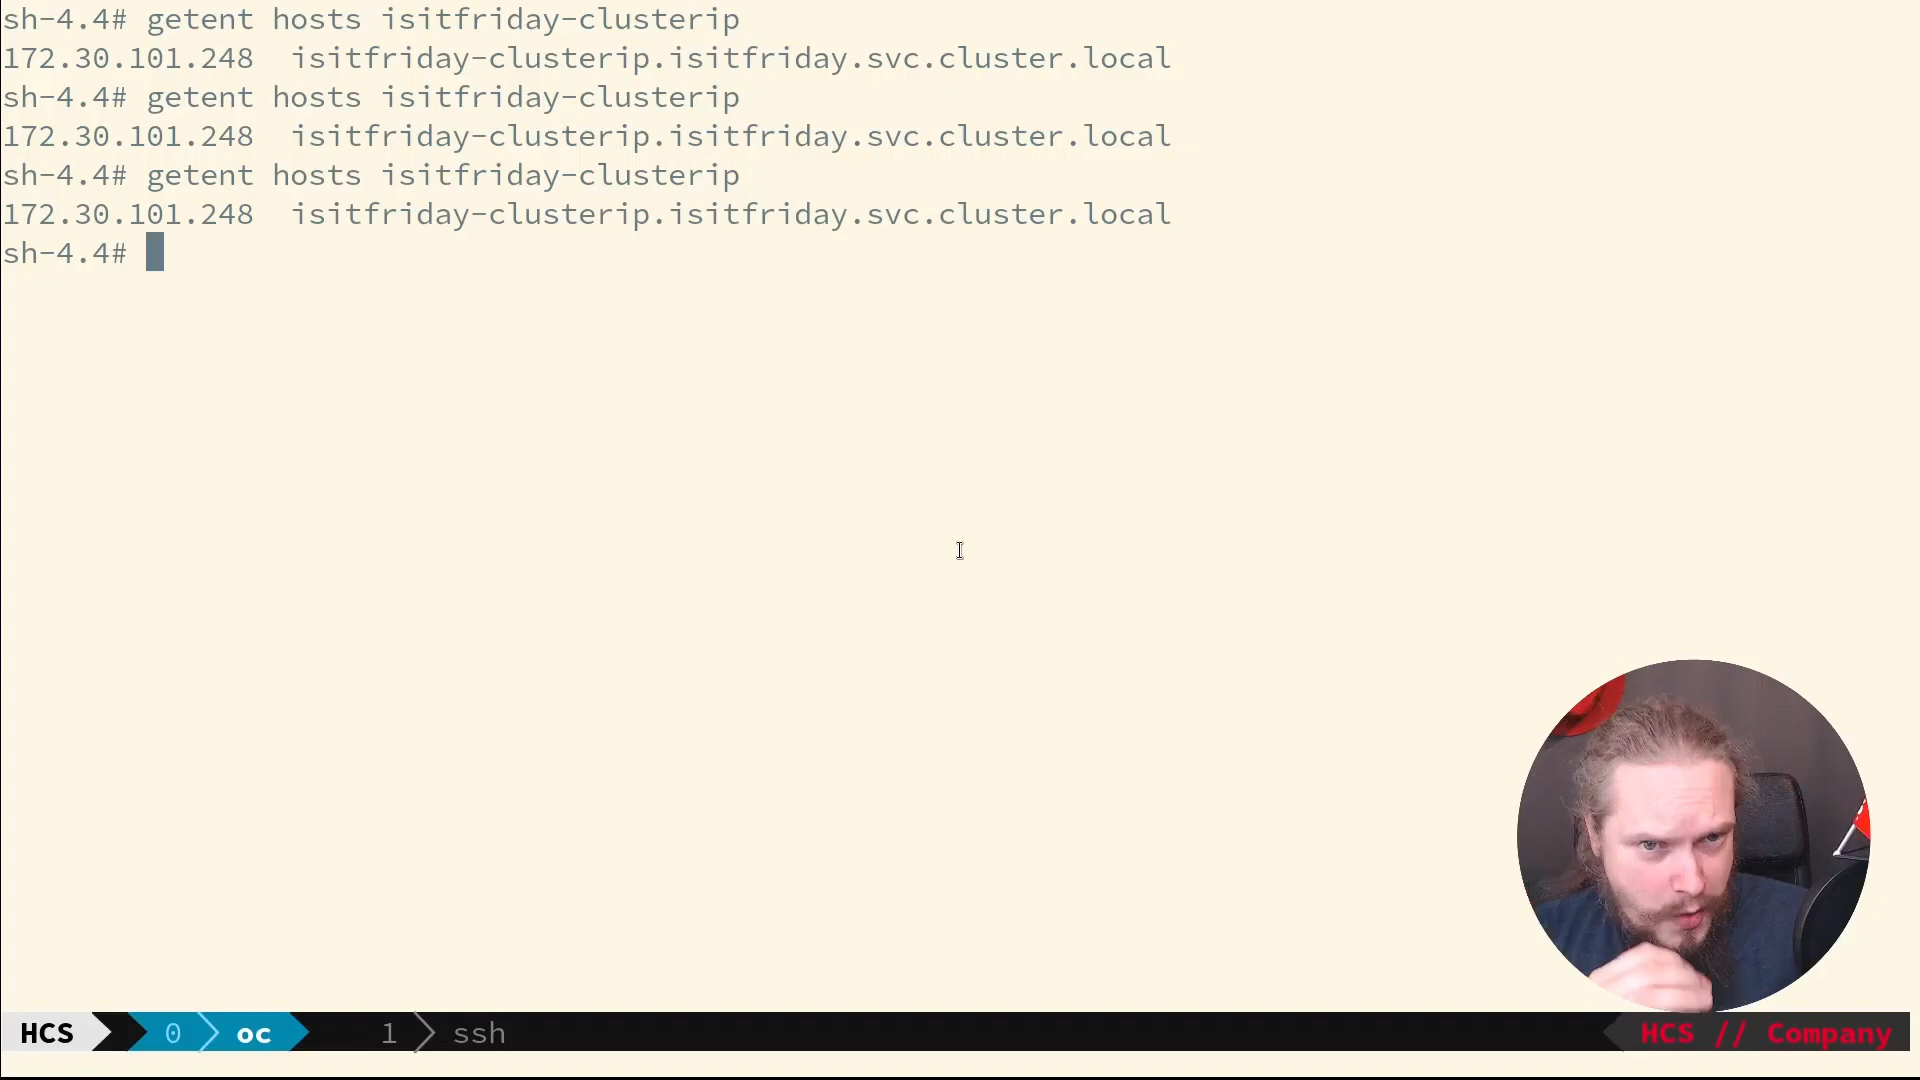 sh-4.4# getent hosts isitfriday-clusterip
172.30.101.248  isitfriday-clusterip.isitfriday.svc.cluster.local
sh-4.4# getent hosts isitfriday-clusterip
172.30.101.248  isitfriday-clusterip.isitfriday.svc.cluster.local
sh-4.4# getent hosts isitfriday-clusterip
172.30.101.248  isitfriday-clusterip.isitfriday.svc.cluster.local
sh-4.4#
HCS 0 oc 1 ssh HCS // Company